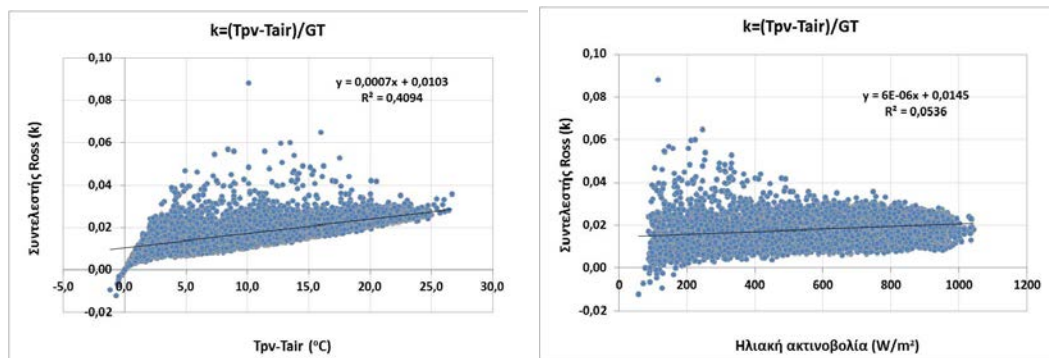 k=(Tpv-Tair)/GT
0,10
0,08
0,06
0,04
0,02
0,00
-0,02
y = 0,0007x + 0,0103
R² = 0,4094
Συντελεστής Ross (k)
-5,0 0,0 5,0 10,0 15,0 20,0 25,0 30,0
Tpv-Tair (°C)
k=(Tpv-Tair)/GT
0,10
0,08
0,06
0,04
0,02
0,00
-0,02
y = 6E-06x + 0,0145
R² = 0,0536
Συντελεστής Ross (k)
0 200 400 600 800 1000 1200
Ηλιακή ακτινοβολία (W/m²)